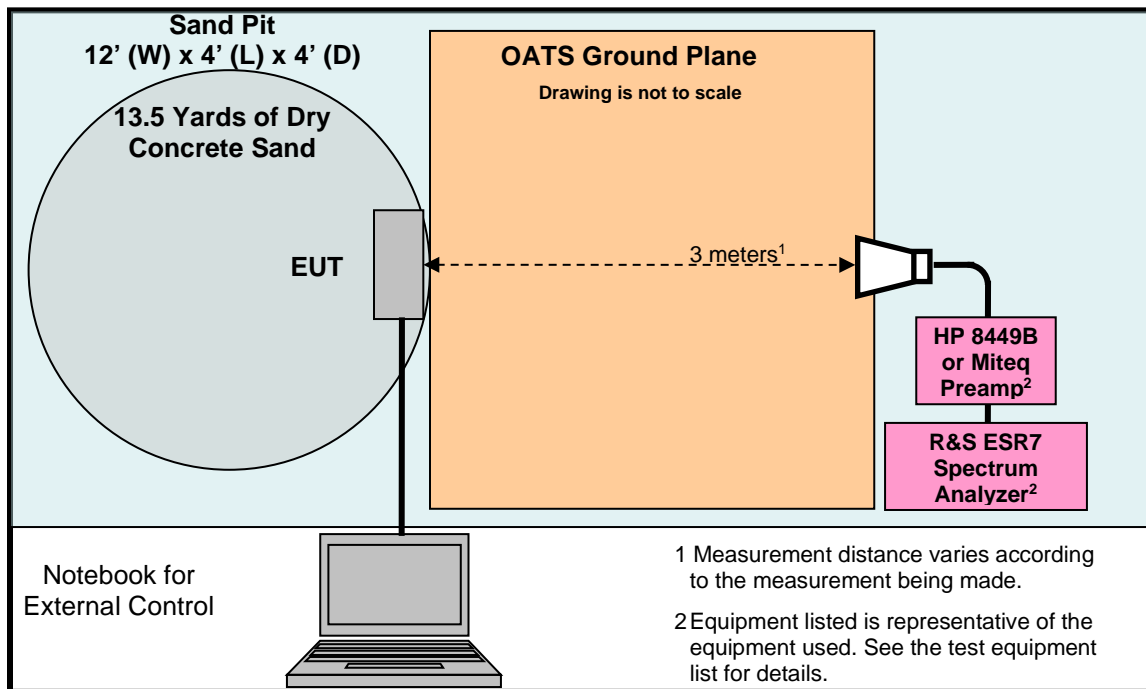 Sand Pit
12’ (W) x 4’ (L) x 4’ (D)
13.5 Yards of Dry
Concrete Sand
EUT
OATS Ground Plane
Drawing is not to scale
3 meters¹
HP 8449B
or Miteq
Preamp²
R&S ESR7
Spectrum
Analyzer²
Notebook for
External Control
1 Measurement distance varies according
to the measurement being made.
2 Equipment listed is representative of the
equipment used. See the test equipment
list for details.